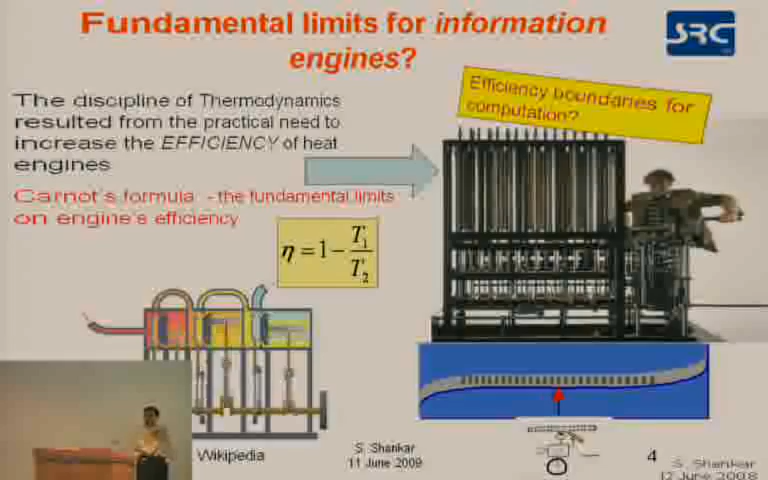 Fundamental limits for information
engines?
SRC
Efficiency boundaries for
computation?
The discipline of Thermodynamics
resulted from the practical need to
increase the EFFICIENCY of heat
engines
Carnot's formula - the fundamental limits
on engine's efficiency
η = 1 − T1/T2
Wikipedia
S. Shankar
11 June 2009
4
S. Shankar
12 June 2008